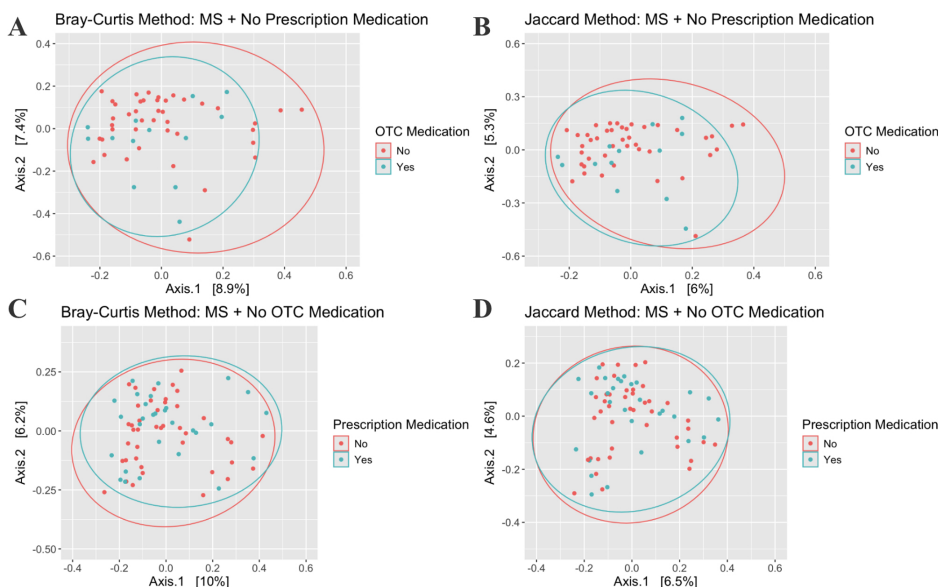 A
Bray-Curtis Method: MS + No Prescription Medication
0.4
0.2
0.0
-0.2
-0.4
-0.6
Axis.2 [7.4%]
-0.2 0.0 0.2 0.4 0.6
Axis.1 [8.9%]
OTC Medication
No
Yes
B
Jaccard Method: MS + No Prescription Medication
0.6
0.3
0.0
-0.3
-0.6
Axis.2 [5.3%]
-0.2 0.0 0.2 0.4 0.6
Axis.1 [6%]
OTC Medication
No
Yes
C
Bray-Curtis Method: MS + No OTC Medication
0.25
0.00
-0.25
-0.50
Axis.2 [6.2%]
-0.4 -0.2 0.0 0.2 0.4 0.6
Axis.1 [10%]
Prescription Medication
No
Yes
D
Jaccard Method: MS + No OTC Medication
0.2
0.0
-0.2
-0.4
Axis.2 [4.6%]
-0.4 -0.2 0.0 0.2 0.4 0.6
Axis.1 [6.5%]
Prescription Medication
No
Yes